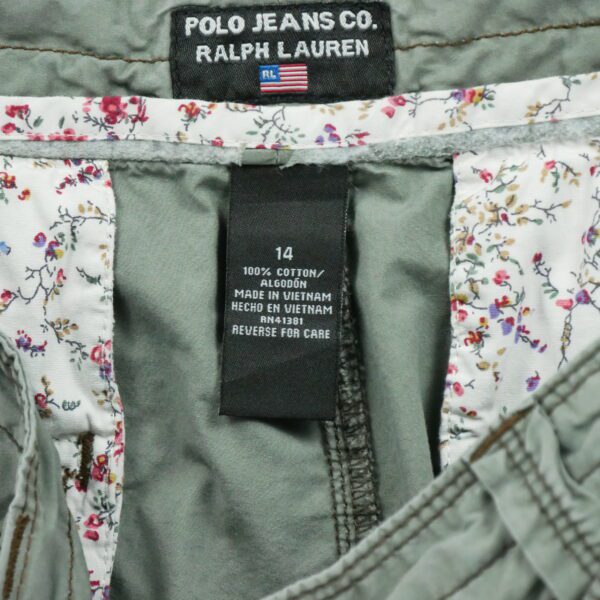 POLO JEANS CO.
RALPH LAUREN
RL
14
100% COTTON/
ALGODÓN
MADE IN VIETNAM
HECHO EN VIETNAM
RN41381
REVERSE FOR CARE